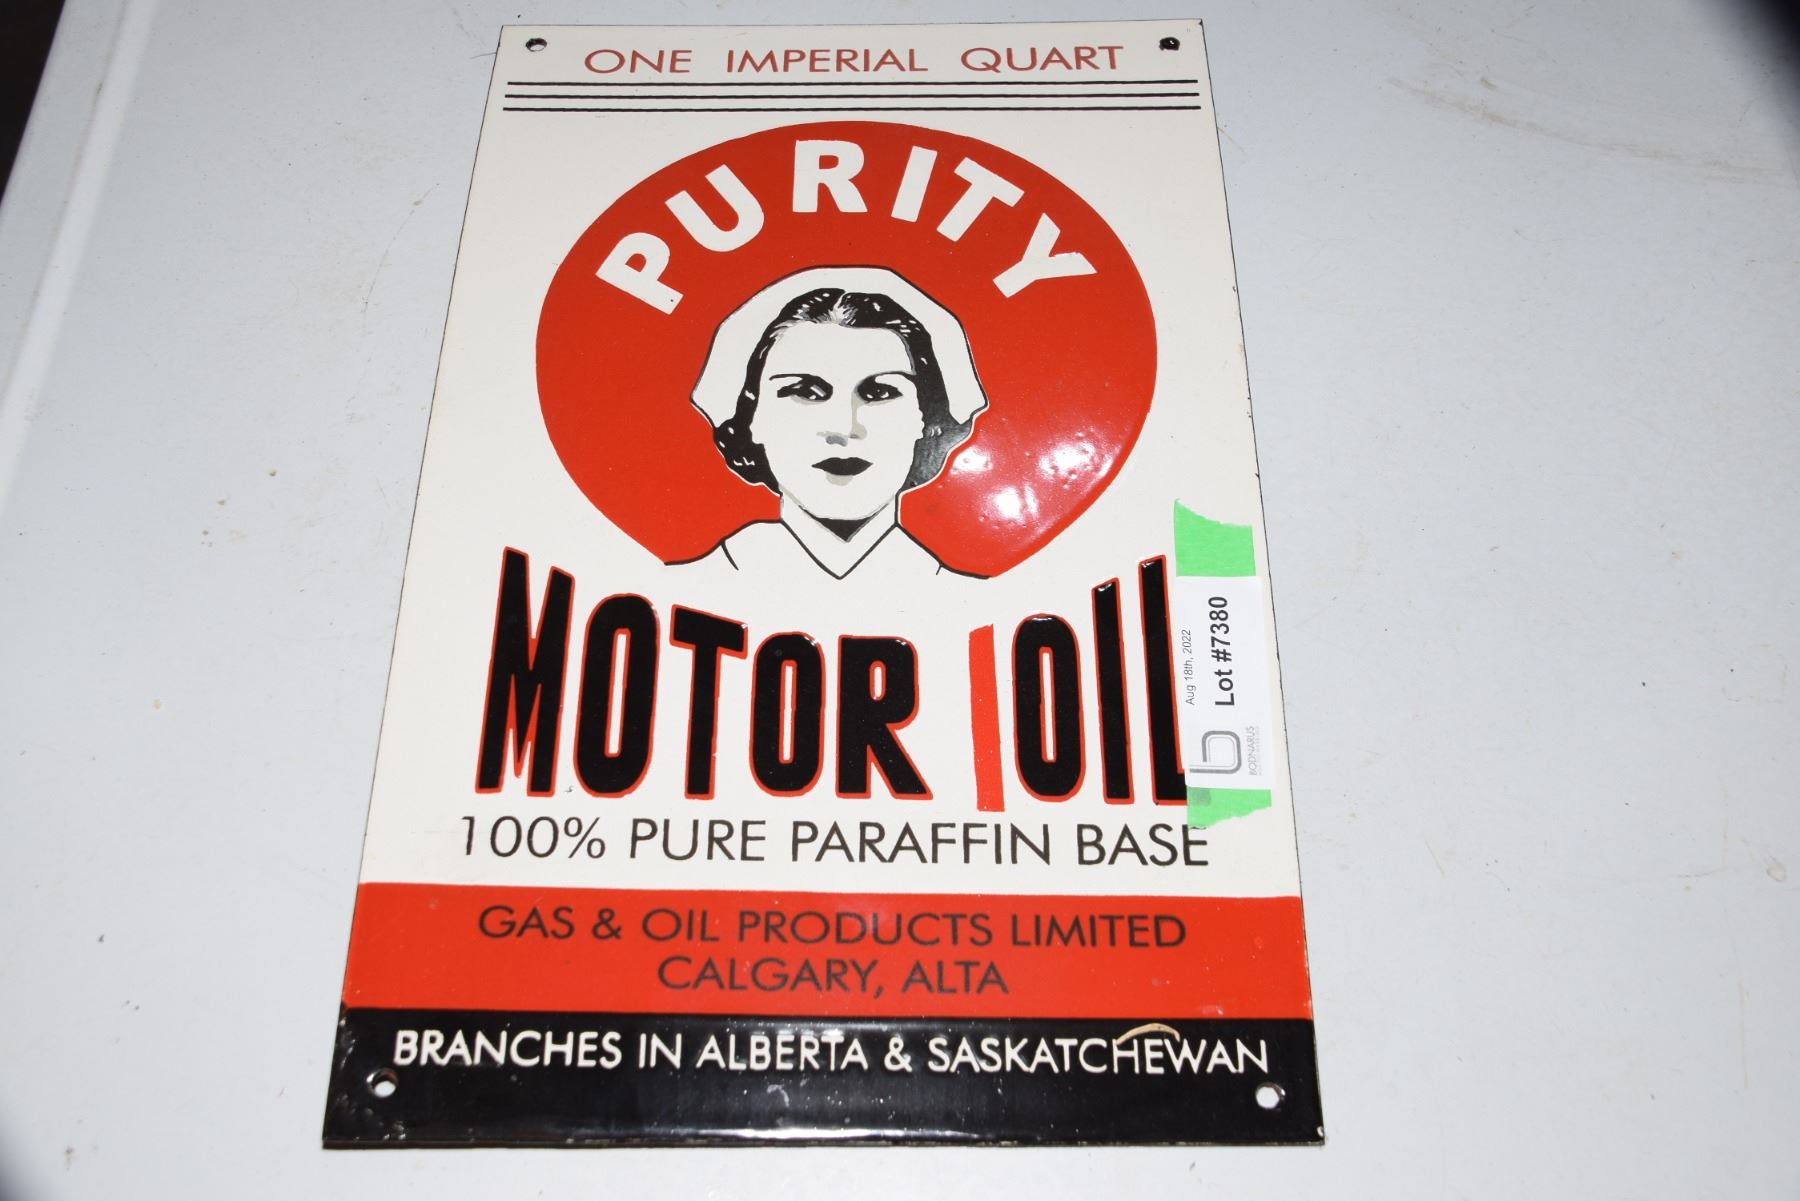 ONE IMPERIAL QUART
PURITY
MOTOR OIL
100% PURE PARAFFIN BASE
GAS & OIL PRODUCTS LIMITED
CALGARY, ALTA
BRANCHES IN ALBERTA & SASKATCHEWAN
Aug 18th, 2022
Lot #7380
BODNARUS